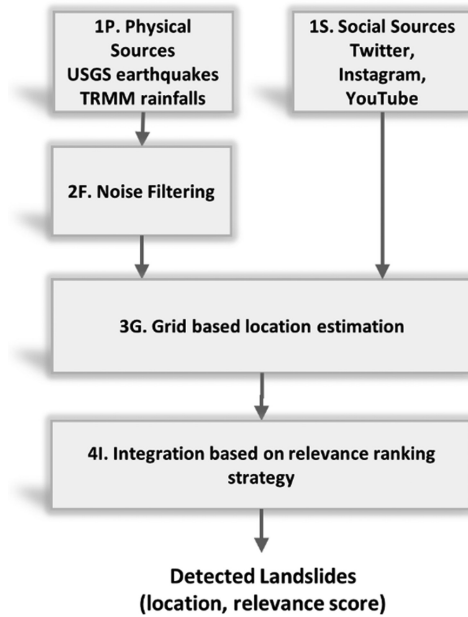 1P. Physical
Sources
USGS earthquakes
TRMM rainfalls
1S. Social Sources
Twitter,
Instagram,
YouTube
2F. Noise Filtering
3G. Grid based location estimation
4I. Integration based on relevance ranking
strategy
Detected Landslides
(location, relevance score)